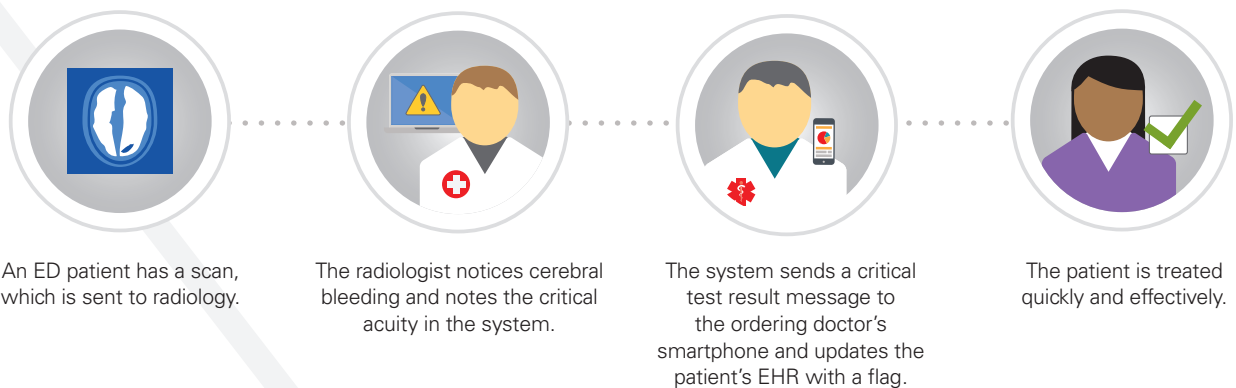 An ED patient has a scan,
which is sent to radiology.
The radiologist notices cerebral
bleeding and notes the critical
acuity in the system.
The system sends a critical
test result message to
the ordering doctor’s
smartphone and updates the
patient’s EHR with a flag.
The patient is treated
quickly and effectively.